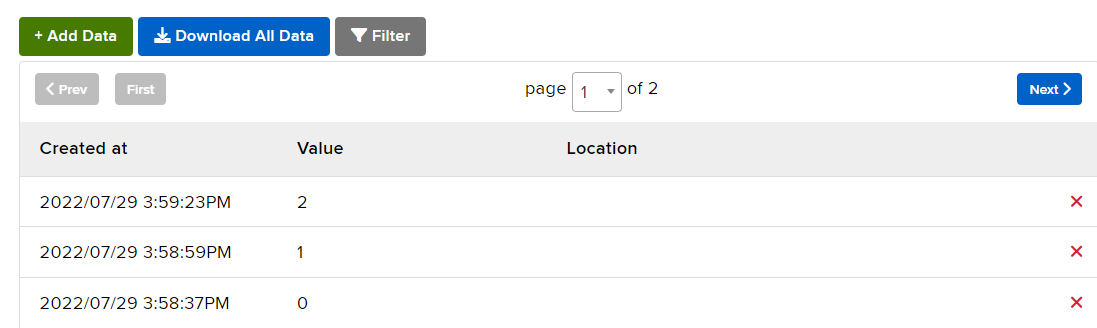 + Add Data Download All Data Filter
Prev First page 1 of 2 Next
Created at Value Location
2022/07/29 3:59:23PM 2
2022/07/29 3:58:59PM 1
2022/07/29 3:58:37PM 0